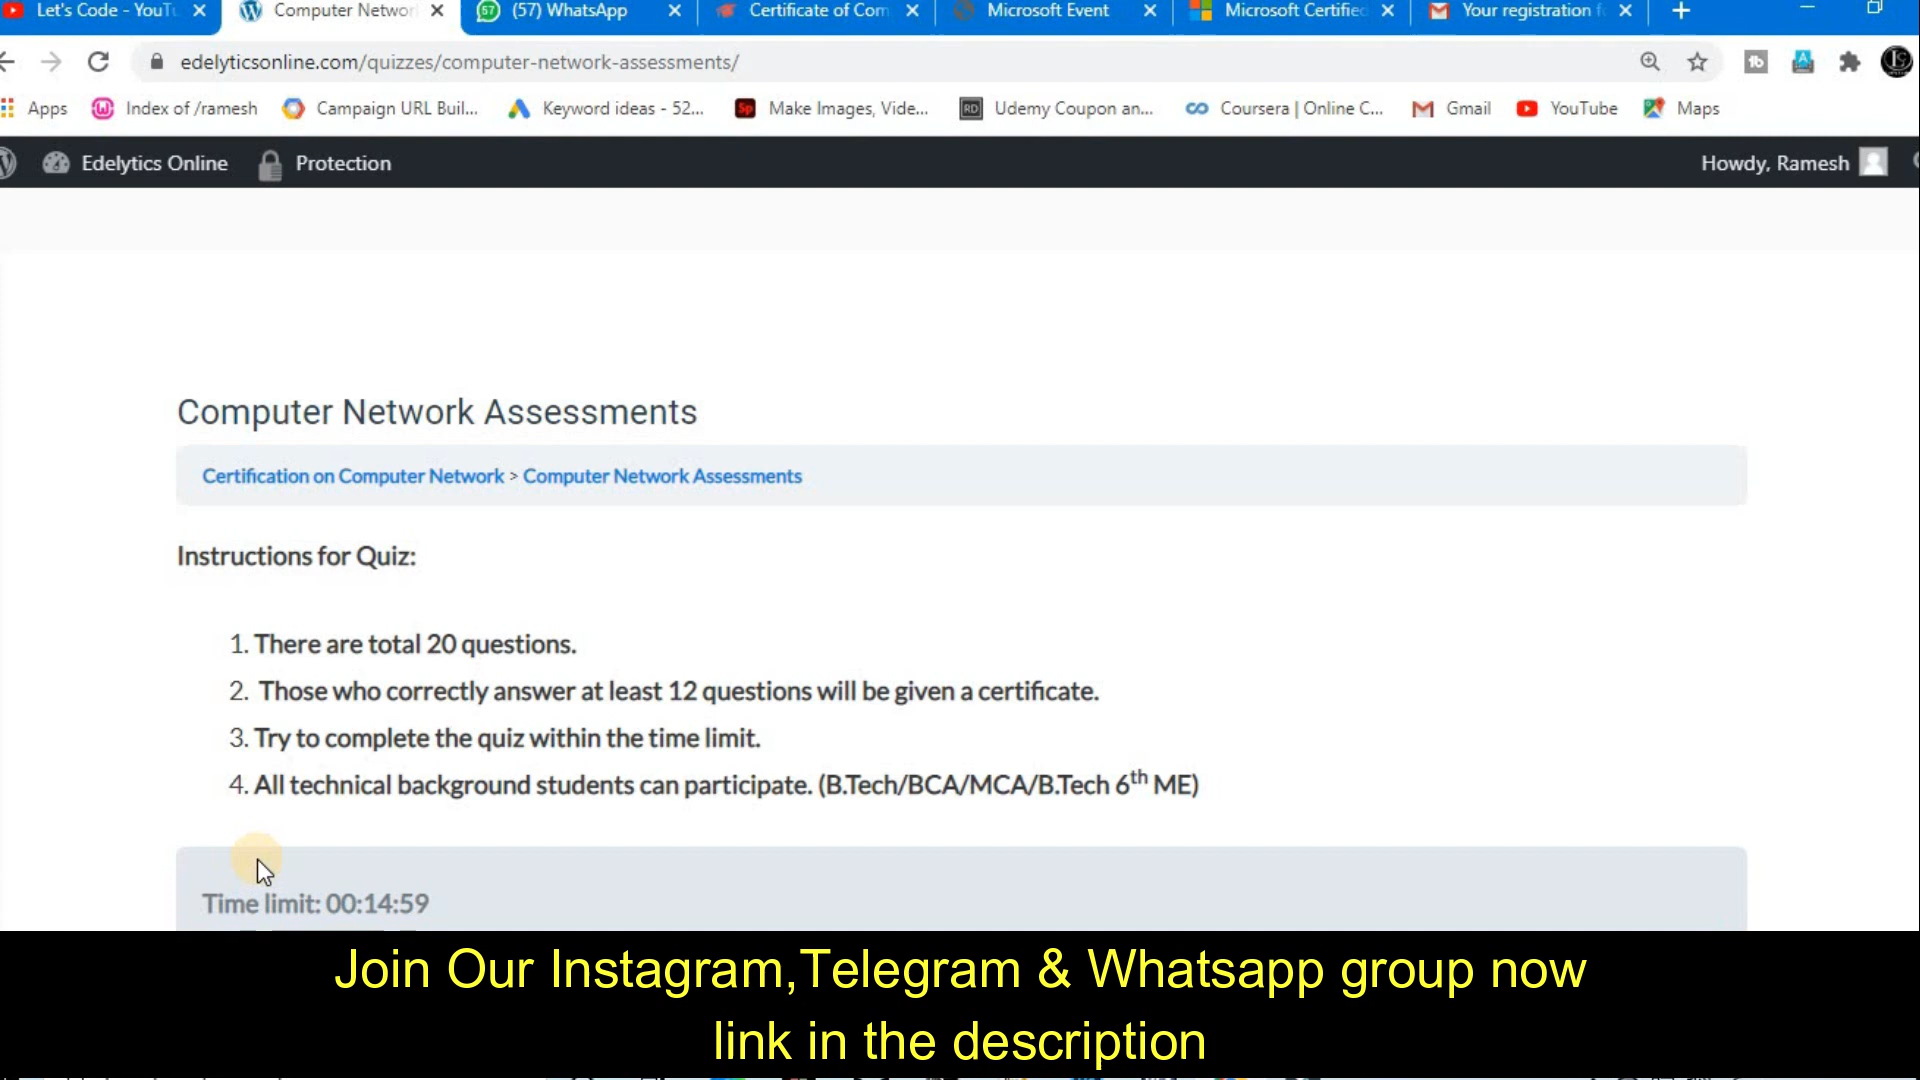 Let's Code - YouTu
Computer Networ
(57) WhatsApp
Certificate of Com
Microsoft Event
Microsoft Certified
Your registration f
edelyticsonline.com/quizzes/computer-network-assessments/
Apps
Index of /ramesh
Campaign URL Buil...
Keyword ideas - 52...
Make Images, Vide...
Udemy Coupon an...
Coursera | Online C...
Gmail
YouTube
Maps
Edelytics Online
Protection
Howdy, Ramesh
Computer Network Assessments
Certification on Computer Network > Computer Network Assessments
Instructions for Quiz:
1. There are total 20 questions.
2. Those who correctly answer at least 12 questions will be given a certificate.
3. Try to complete the quiz within the time limit.
4. All technical background students can participate. (B.Tech/BCA/MCA/B.Tech 6th ME)
Time limit: 00:14:59
Join Our Instagram,Telegram & Whatsapp group now
link in the description